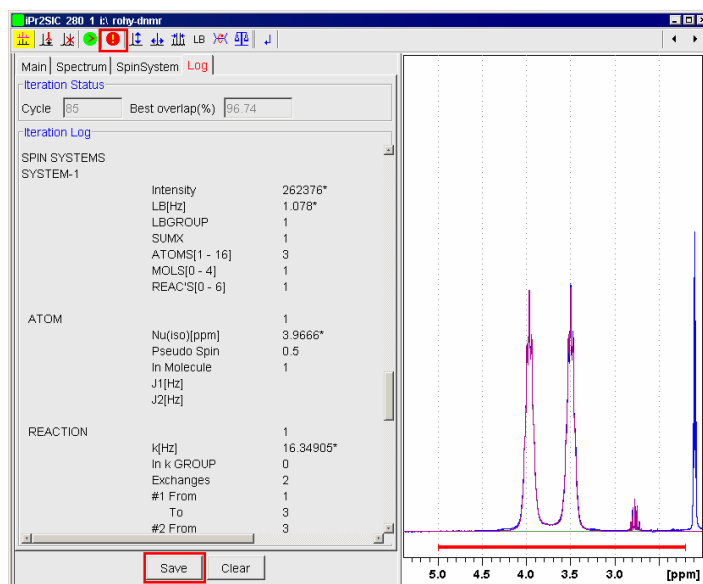 iPr2SIC 280 1 i:\ rohy-dnmr
LB
Main Spectrum SpinSystem Log
Iteration Status
Cycle 85 Best overlap(%) 96.74
Iteration Log
SPIN SYSTEMS
SYSTEM-1
Intensity 262376*
LB[Hz] 1.078*
LBGROUP 1
SUMX 1
ATOMS[1 - 16] 3
MOLS[0 - 4] 1
REAC'S[0 - 6] 1
ATOM 1
Nu(iso)[ppm] 3.9666*
Pseudo Spin 0.5
In Molecule 1
J1[Hz]
J2[Hz]
REACTION 1
k[Hz] 16.34905*
In k GROUP 0
Exchanges 2
#1 From 1
To 3
#2 From 3
Save Clear
5.0 4.5 4.0 3.5 3.0 [ppm]